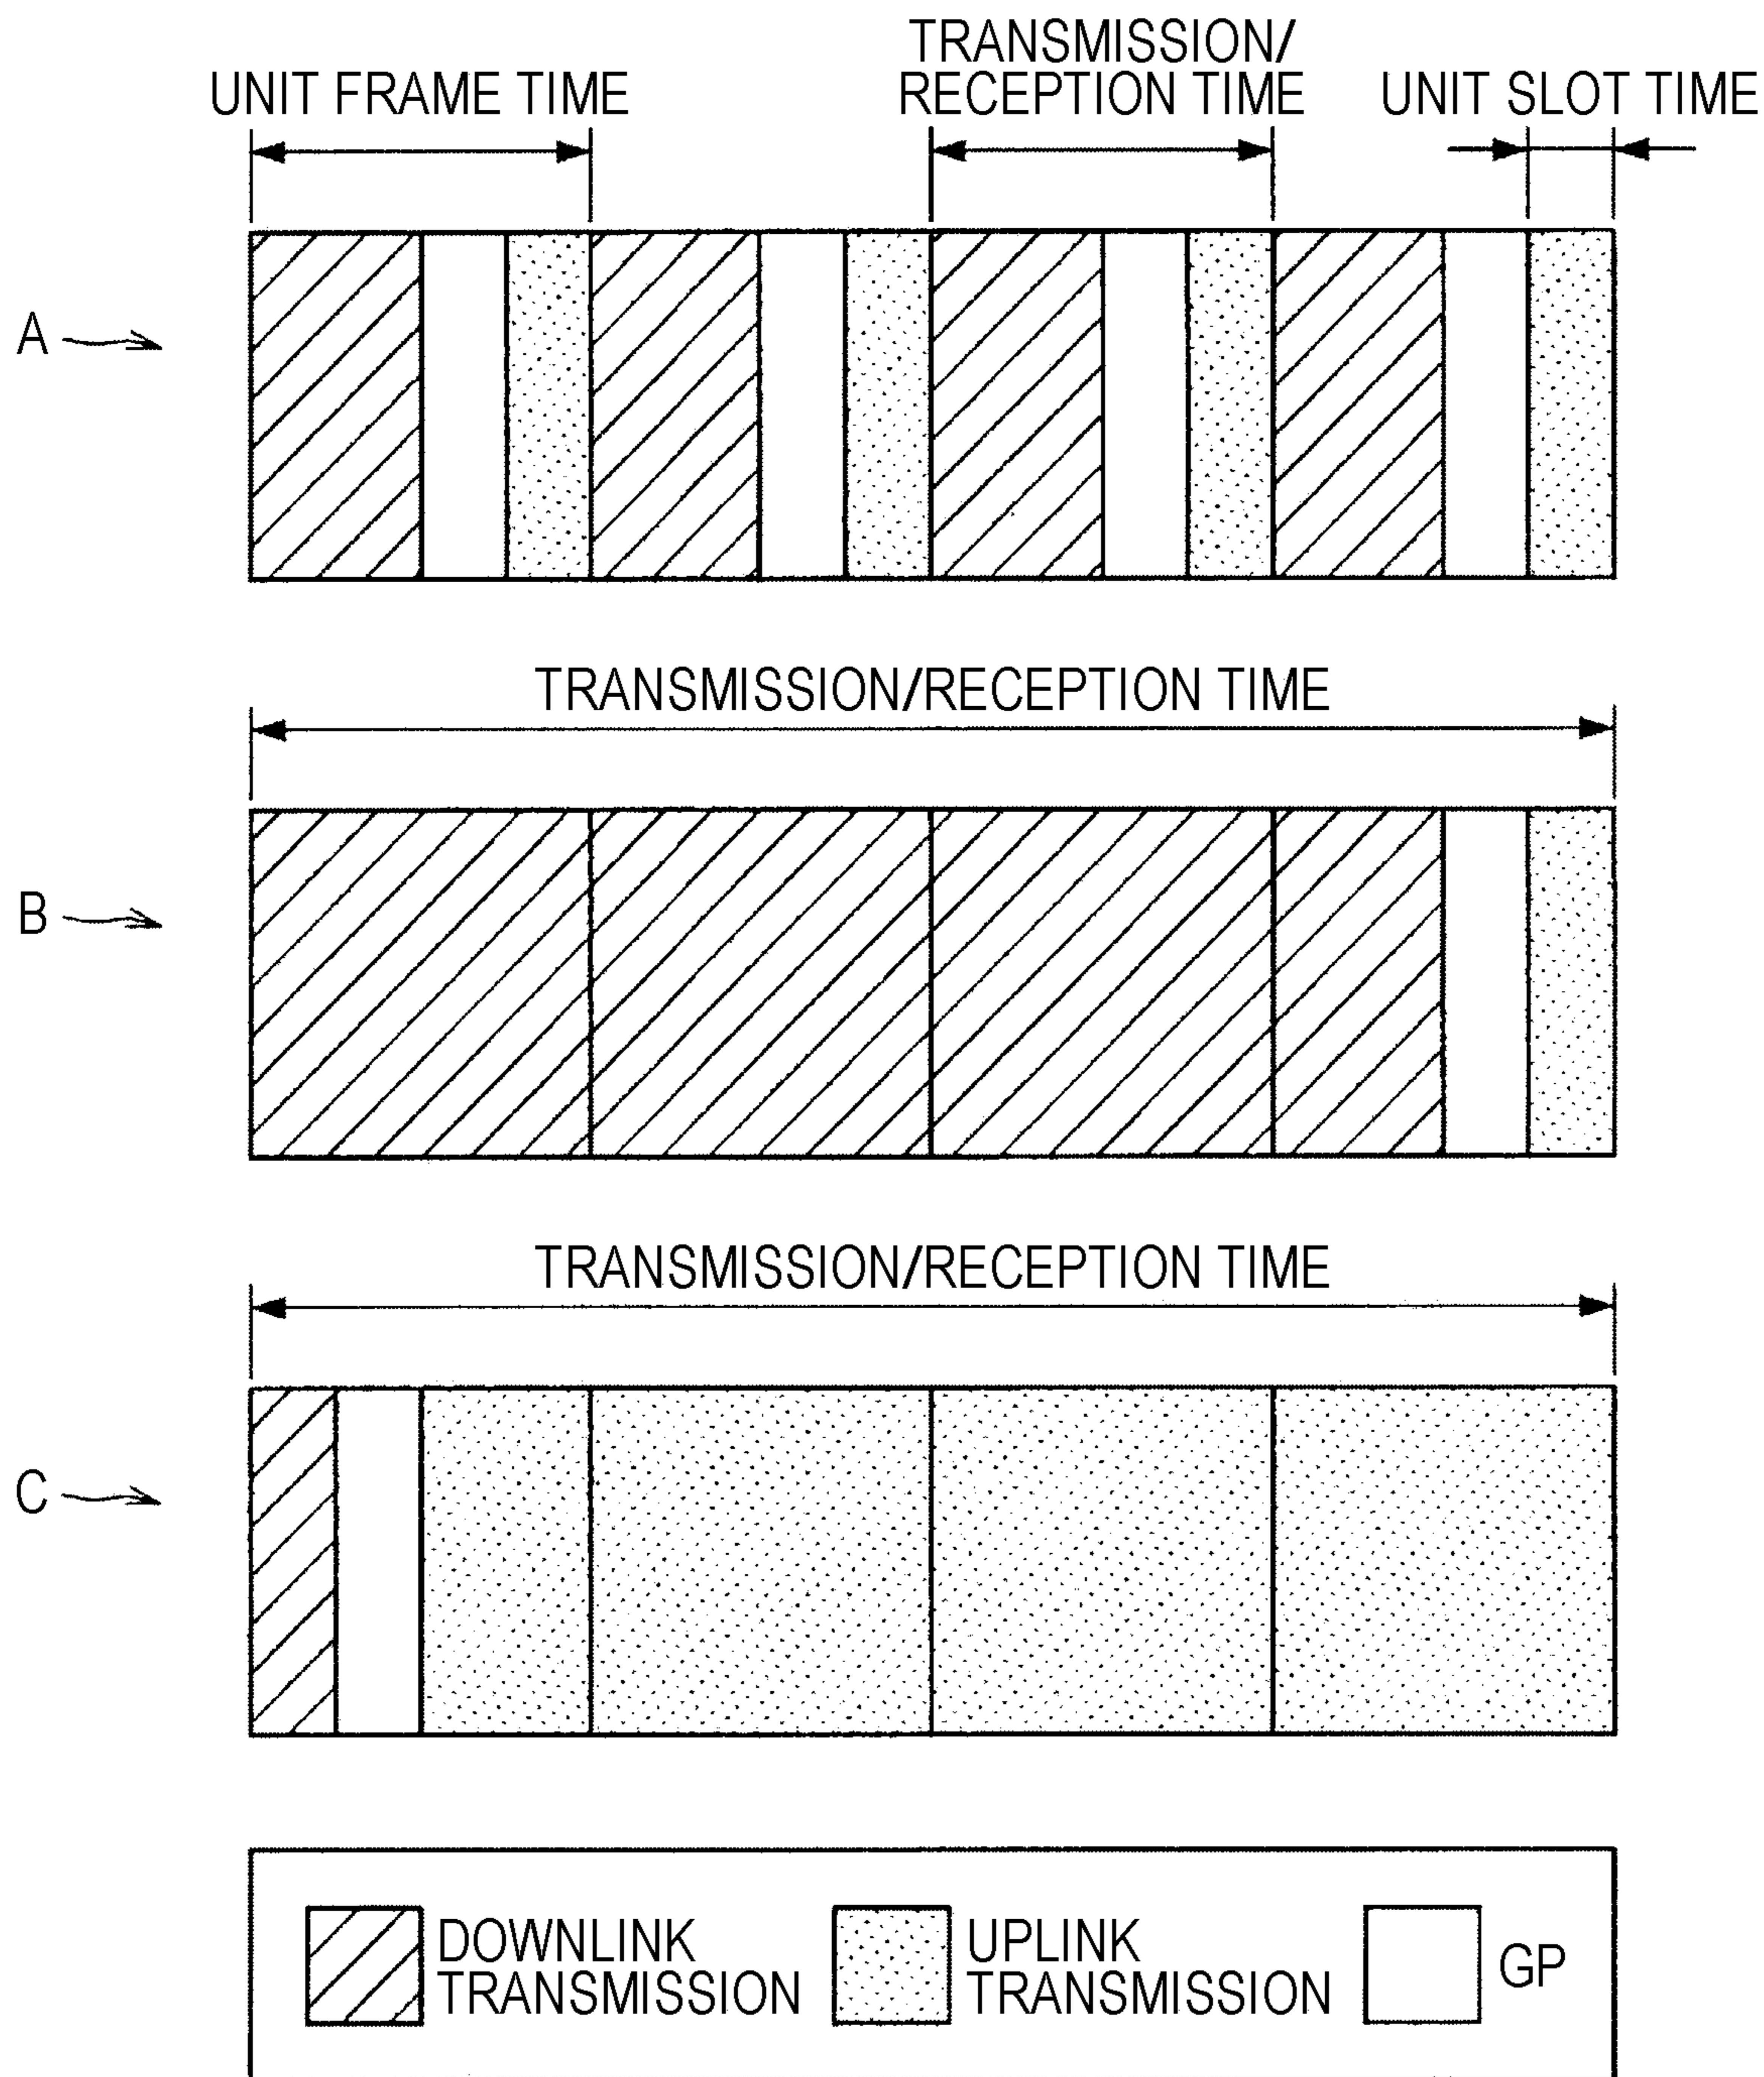 TRANSMISSION/
UNIT FRAME TIME RECEPTION TIME UNIT SLOT TIME
A
TRANSMISSION/RECEPTION TIME
B
TRANSMISSION/RECEPTION TIME
C
DOWNLINK
TRANSMISSION
UPLINK
TRANSMISSION
GP